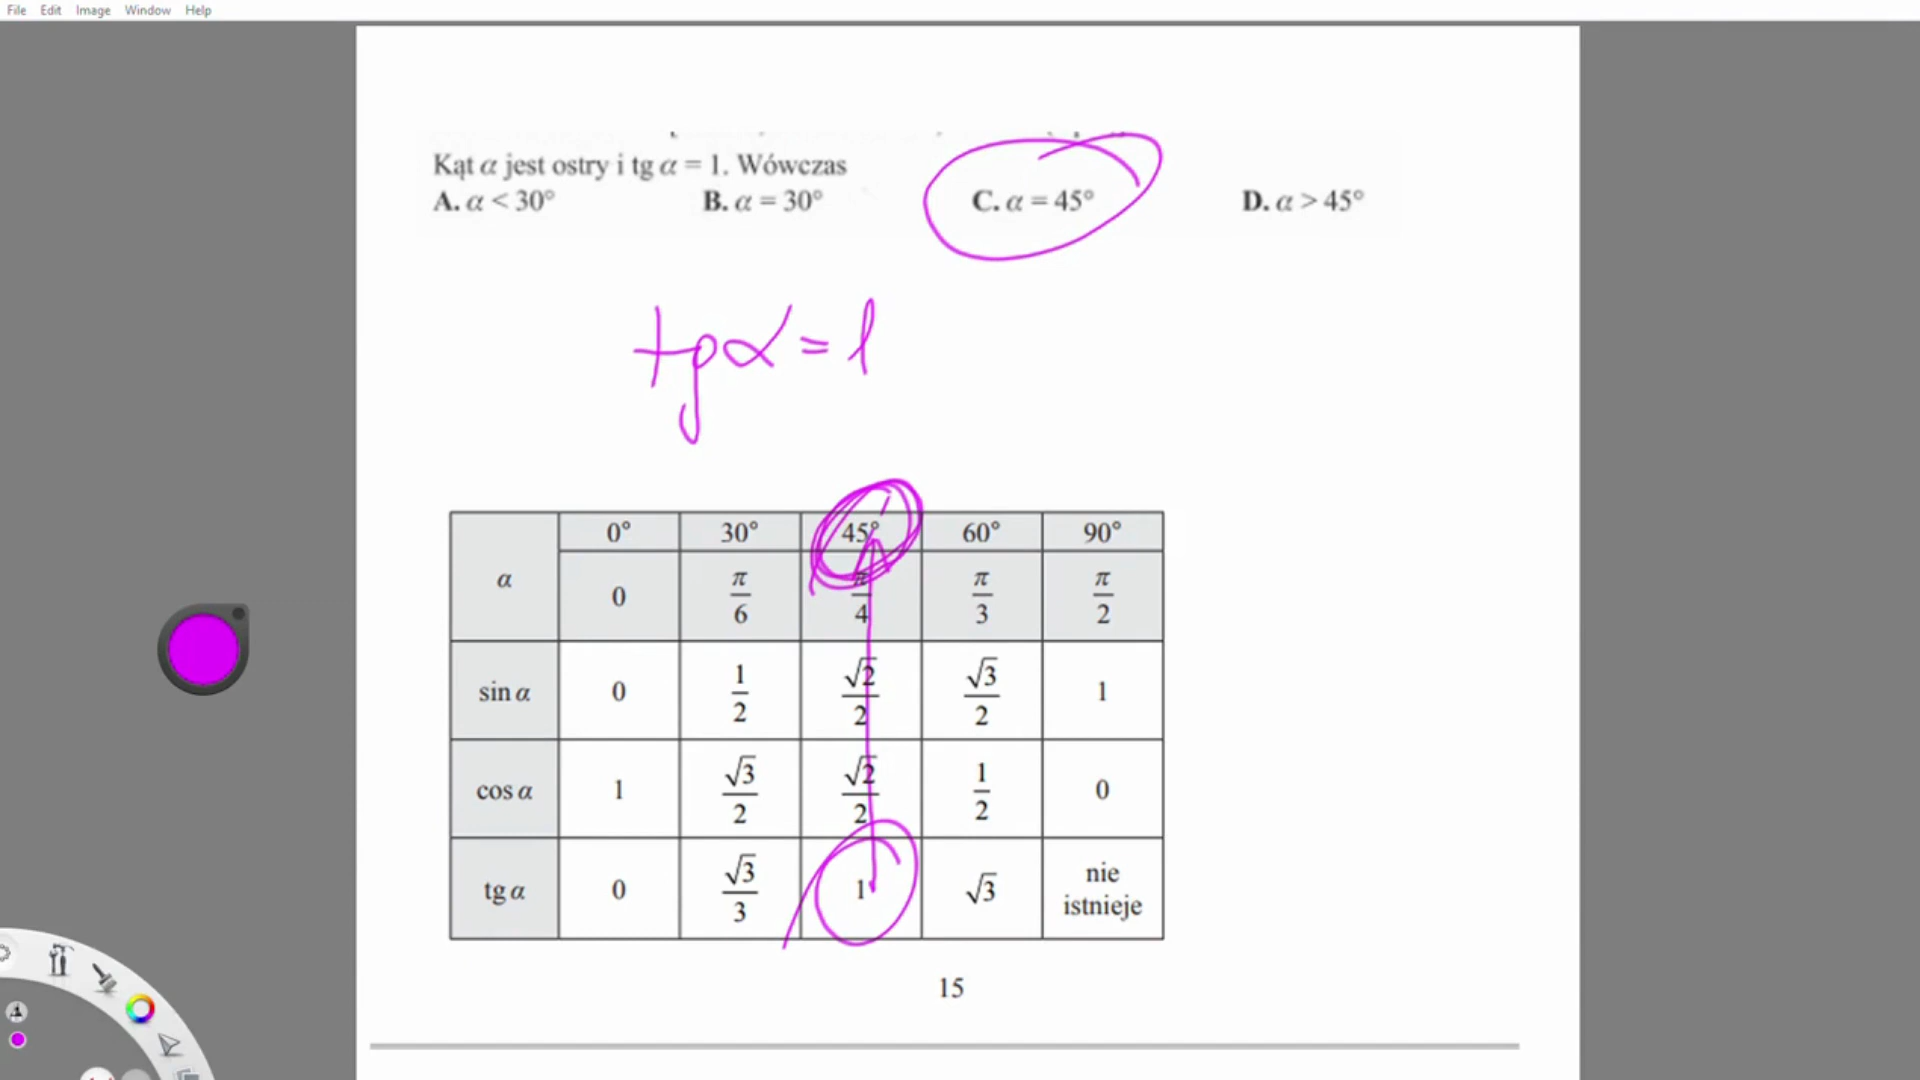 File Edit Image Window Help
Kąt α jest ostry i tg α = 1. Wówczas
A. α < 30° B. α = 30° C. α = 45° D. α > 45°
tgα = 1
α 0° 30° 45° 60° 90°
0 π/6 π/4 π/3 π/2
sin α 0 1/2 √2/2 √3/2 1
cos α 1 √3/2 √2/2 1/2 0
tg α 0 √3/3 1 √3 nie istnieje
15